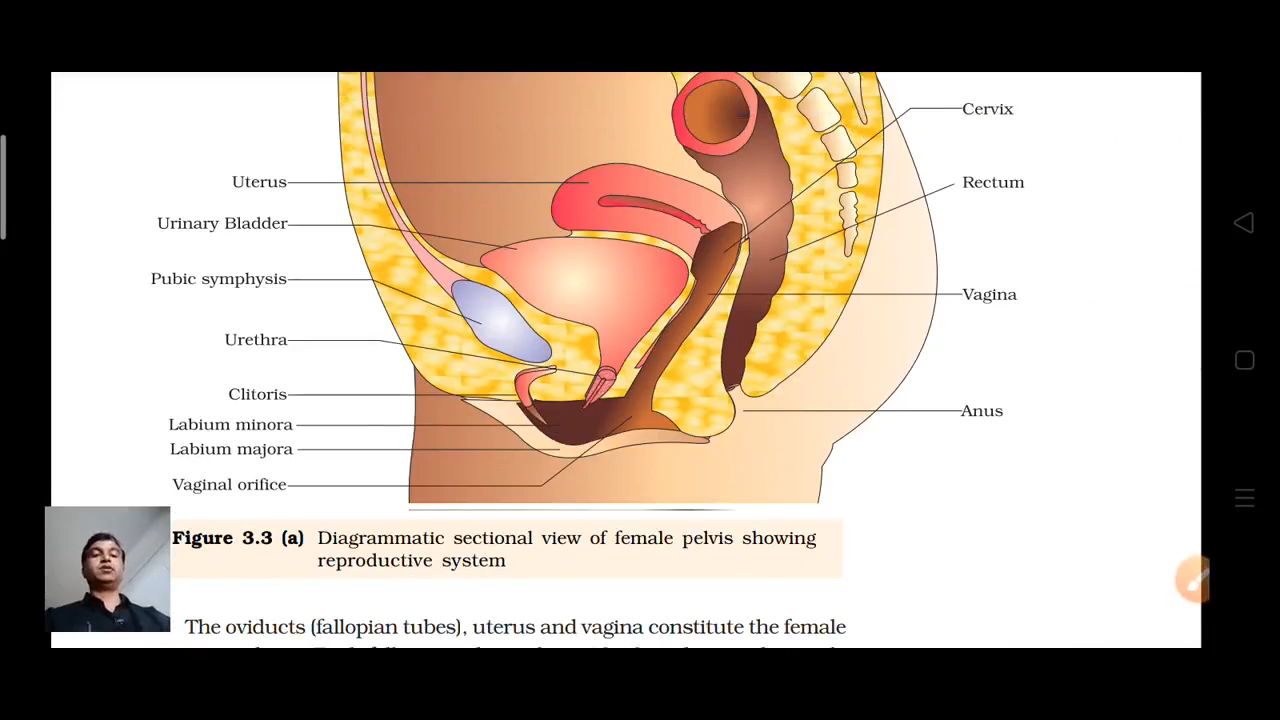 Cervix
Uterus
Rectum
Urinary Bladder
Pubic symphysis
Vagina
Urethra
Clitoris
Anus
Labium minora
Labium majora
Vaginal orifice
Figure 3.3 (a) Diagrammatic sectional view of female pelvis showing
reproductive system
The oviducts (fallopian tubes), uterus and vagina constitute the female